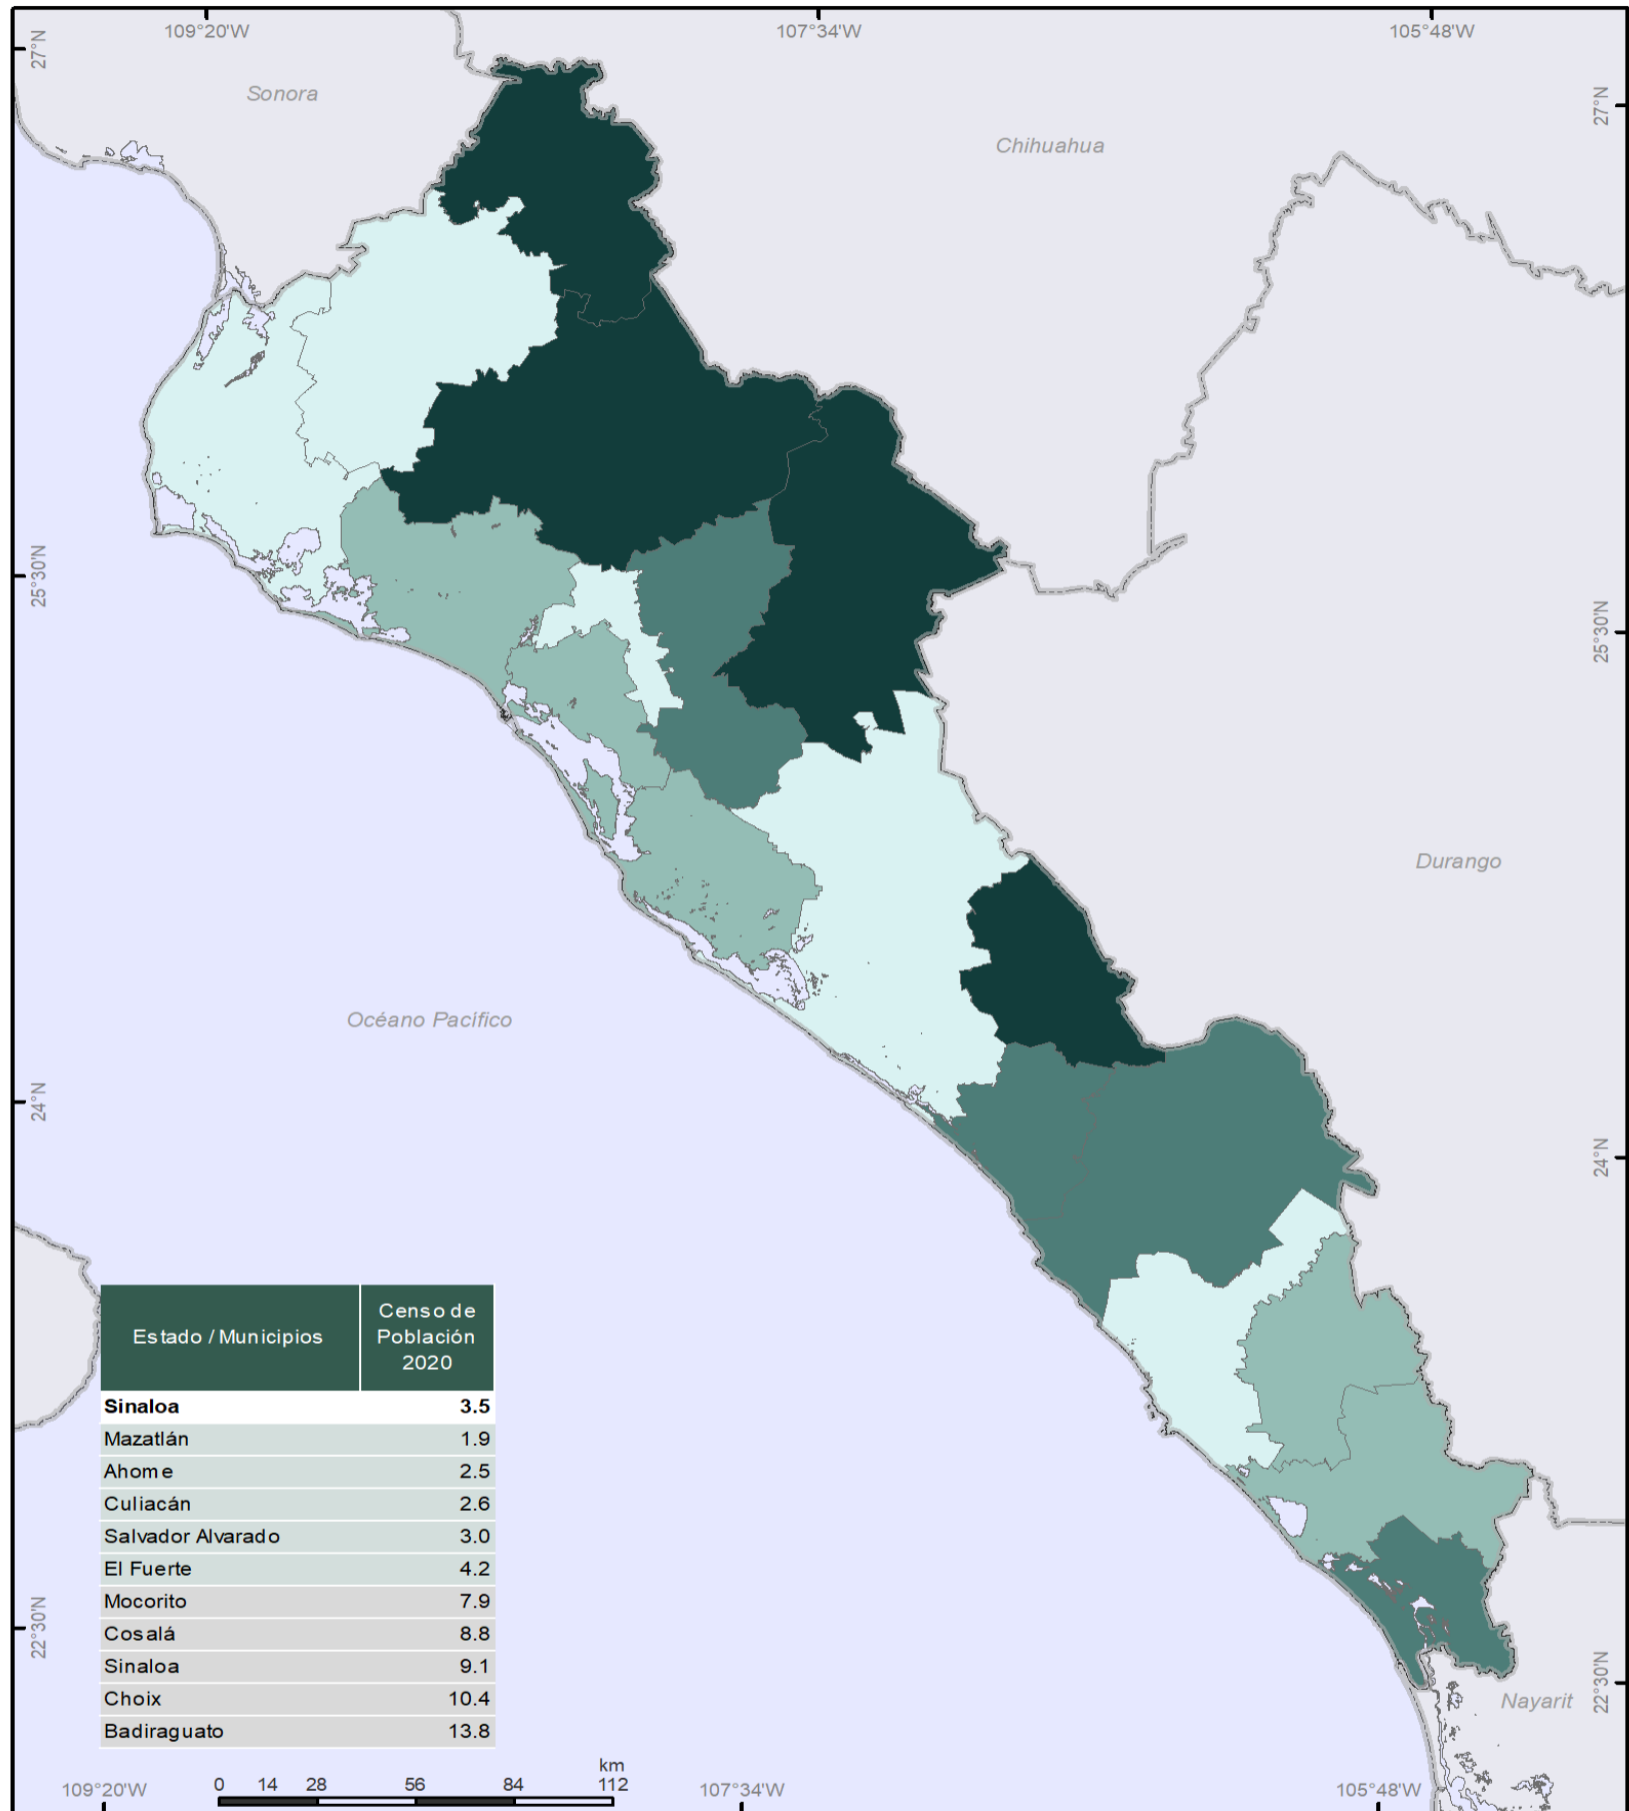 109°20'W
107°34'W
105°48'W
27°N
27°N
Sonora
Chihuahua
25°30'N
25°30'N
Durango
Océano Pacífico
24°N
24°N
Estado / Municipios
Censo de
Población
2020
Sinaloa 3.5
Mazatlán 1.9
Ahome 2.5
Culiacán 2.6
Salvador Alvarado 3.0
El Fuerte 4.2
Mocorito 7.9
Cosalá 8.8
Sinaloa 9.1
Choix 10.4
Badiraguato 13.8
22°30'N
22°30'N
Nayarit
km
0 14 28 56 84 112
109°20'W
107°34'W
105°48'W